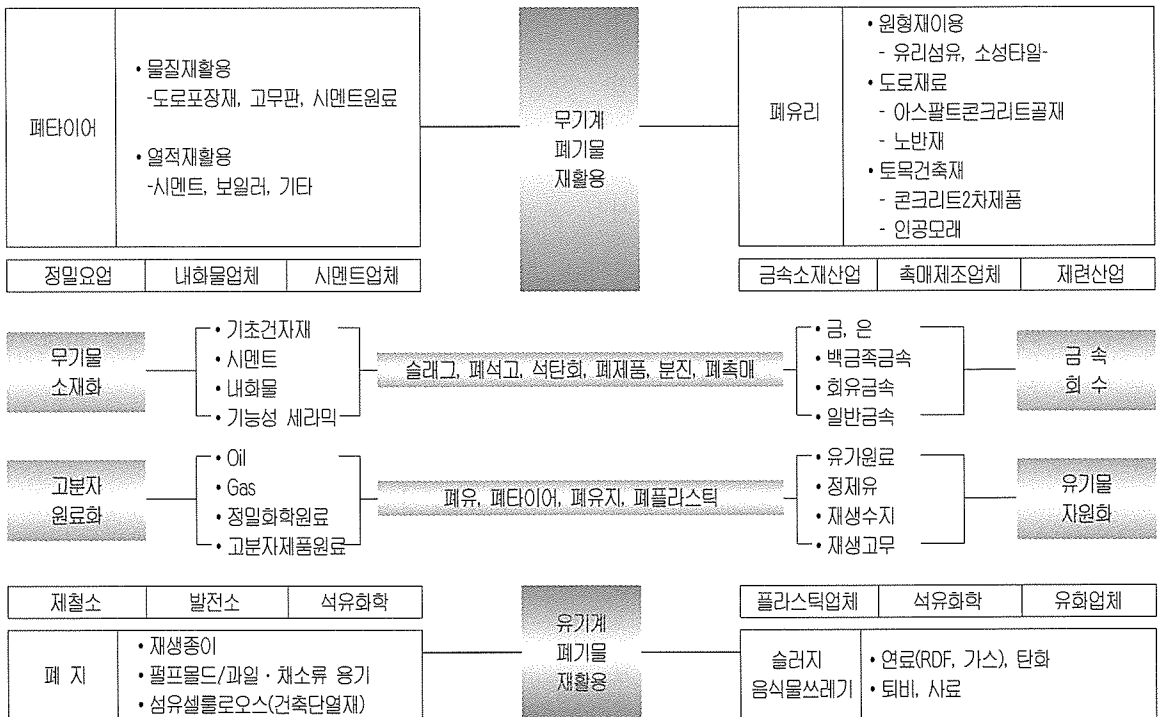 폐타이어
• 물질재활용
-도로포장재, 고무판, 시멘트원료
• 열적재활용
-시멘트, 보일러, 기타
무기계
폐기물
재활용
폐유리
• 원형재이용
- 유리섬유, 소성타일-
• 도로재료
- 아스팔트콘크리트골재
- 노반재
• 토목건축재
- 콘크리트2차제품
- 인공모래
정밀요업 내화물업체 시멘트업체
금속소재산업 촉매제조업체 제련산업
무기물
소재화
• 기초건자재
• 시멘트
• 내화물
• 기능성 세라믹
슬래그, 폐석고, 석탄회, 폐제품, 분진, 폐촉매
• 금, 은
• 백금족금속
• 회유금속
• 일반금속
금 속
회 수
고분자
원료화
• Oil
• Gas
• 정밀화학원료
• 고분자제품원료
폐유, 폐타이어, 폐유지, 폐플라스틱
• 유가원료
• 정제유
• 재생수지
• 재생고무
유기물
자원화
제철소 발전소 석유화학
유기계
폐기물
재활용
플라스틱업체 석유화학 유화업체
폐 지
• 재생종이
• 펄프몰드/과일 · 채소류 용기
• 섬유셀룰로오스(건축단열재)
슬러지
음식물쓰레기
• 연료(RDF, 가스), 탄화
• 퇴비, 사료